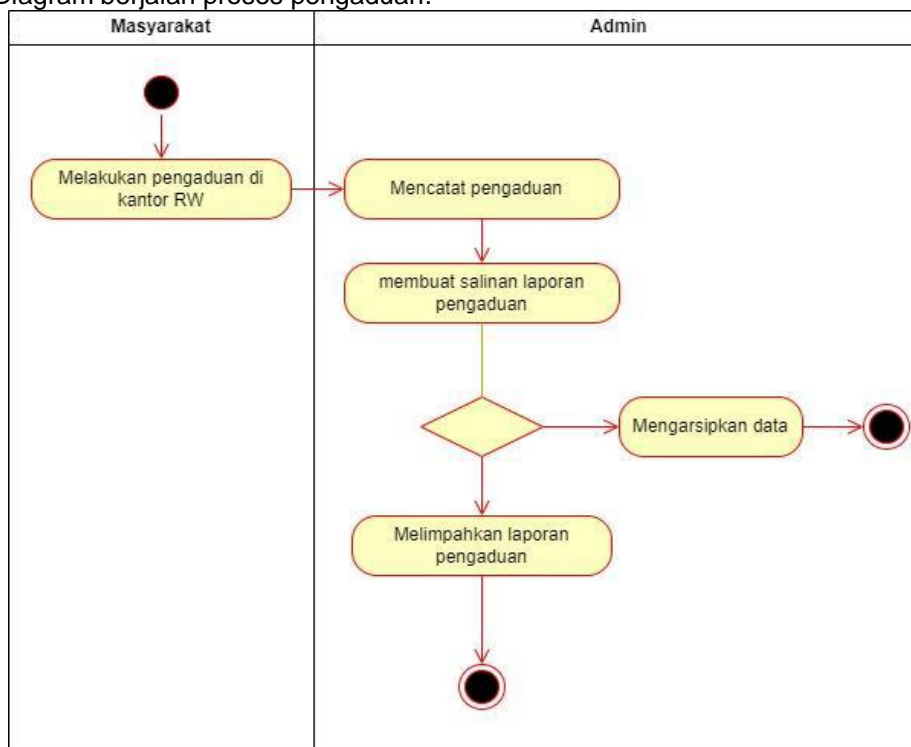 Diagram berjalan proses pengaduan:
Masyarakat
Admin
Melakukan pengaduan di
kantor RW
Mencatat pengaduan
membuat salinan laporan
pengaduan
Mengarsipkan data
Melimpahkan laporan
pengaduan